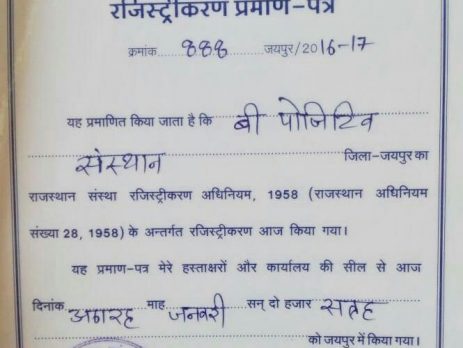 रजिस्ट्रीकरण प्रमाण-पत्र
क्रमांक 888 जयपुर/2016-17
यह प्रमाणित किया जाता है कि बी पोजिटिव
संस्थान जिला-जयपुर का
राजस्थान संस्था रजिस्ट्रीकरण अधिनियम, 1958 (राजस्थान अधिनियम
संख्या 28, 1958) के अन्तर्गत रजिस्ट्रीकरण आज किया गया।
यह प्रमाण-पत्र मेरे हस्ताक्षरों और कार्यालय की सील से आज
दिनांक अठारह माह जनवरी सन् दो हजार सत्रह
को जयपुर में किया गया।